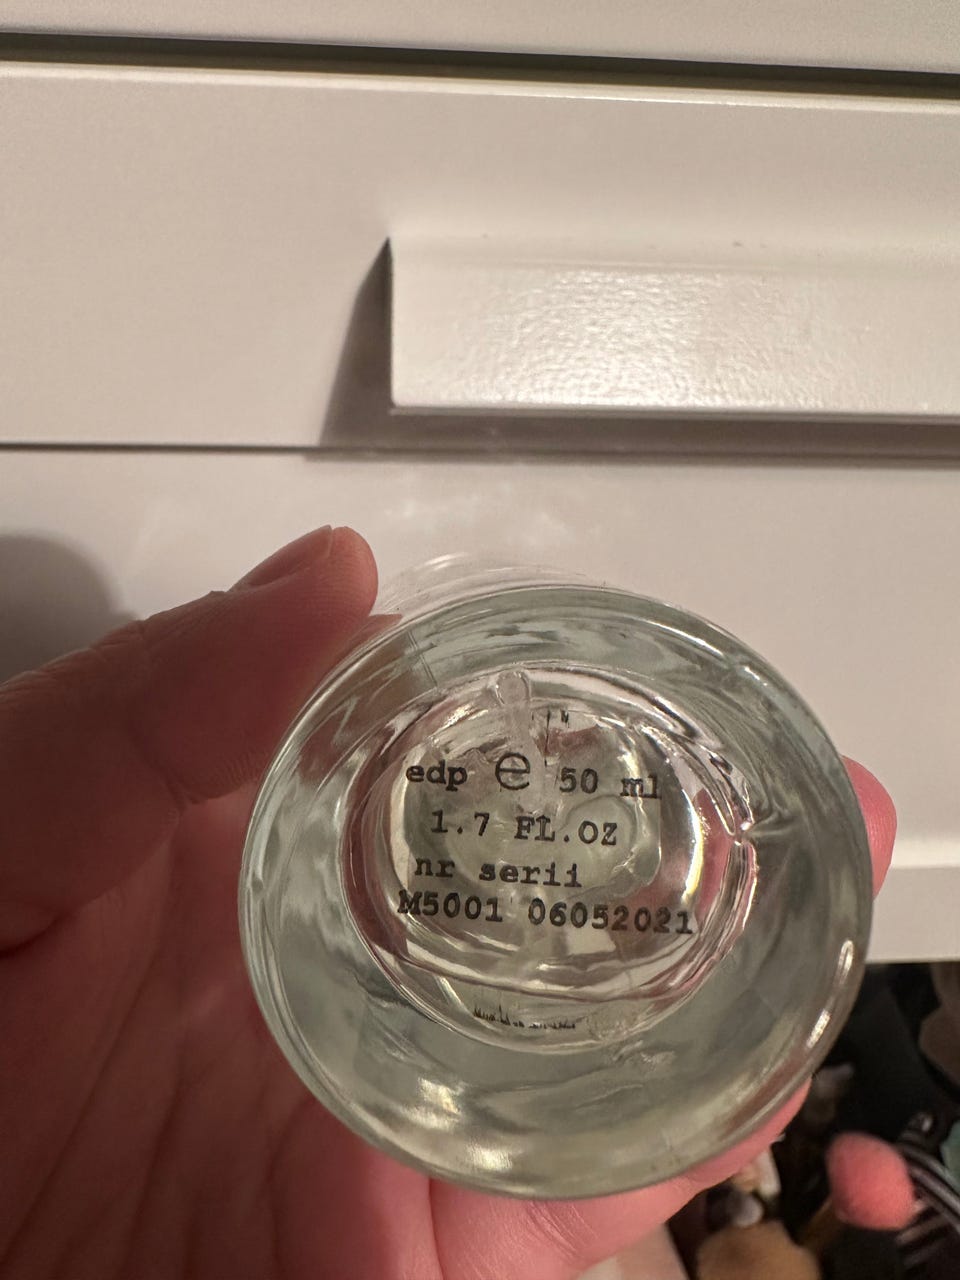 edp ℮ 50 ml
1.7 FL.OZ
nr serii
M5001 06052021